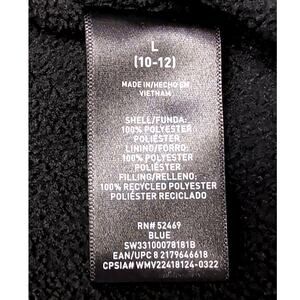 L
(10-12)
MADE IN/HECHO EN
VIETNAM
SHELL/FUNDA:
100% POLYESTER
POLIÉSTER
LINING/FORRO:
100% POLYESTER
POLIÉSTER
FILLING/RELLENO:
100% RECYCLED POLYESTER
POLIÉSTER RECICLADO
RN# 52469
BLUE
SW33100078181B
EAN/UPC 8 2179646618
CPSIA# WMV22418124-0322